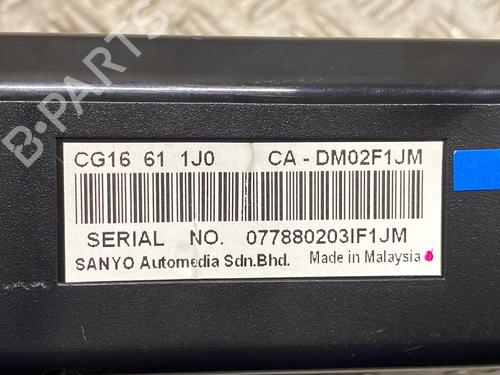 B-PARTS
CG16 61 1J0 CA - DM02F1JM
SERIAL NO. 077880203IF1JM
SANYO Automedia Sdn.Bhd. Made in Malaysia